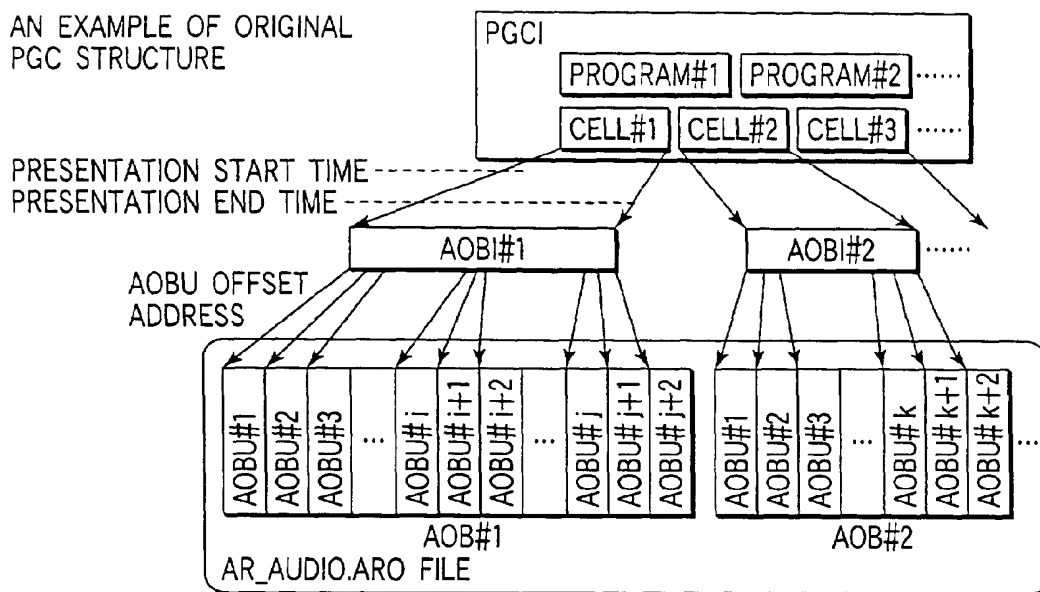 AN EXAMPLE OF ORIGINAL
PGC STRUCTURE
PGCI
PROGRAM#1 PROGRAM#2 ......
CELL#1 CELL#2 CELL#3 ......
PRESENTATION START TIME
PRESENTATION END TIME
AOBI#1 AOBI#2 ......
AOBU OFFSET
ADDRESS
AOBU#1 AOBU#2 AOBU#3 ... AOBU#i AOBU#i+1 AOBU#i+2 ... AOBU#j AOBU#j+1 AOBU#j+2 AOBU#1 AOBU#2 AOBU#3 ... AOBU#k AOBU#k+1 AOBU#k+2 ...
AOB#1 AOB#2
AR_AUDIO.ARO FILE